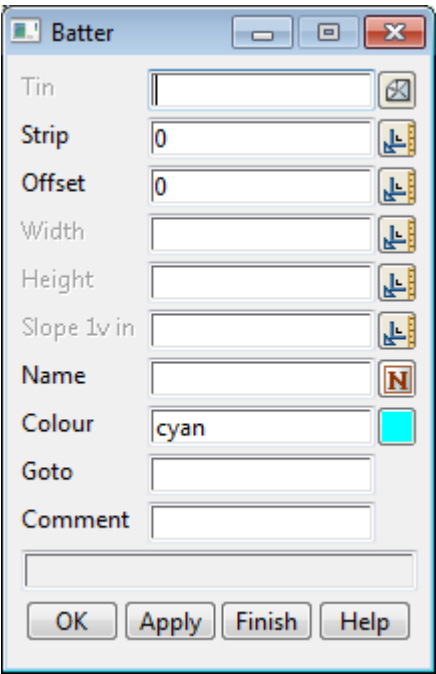 Batter
Tin
Strip 0
Offset 0
Width
Height
Slope 1v in
Name N
Colour cyan
Goto
Comment
OK Apply Finish Help